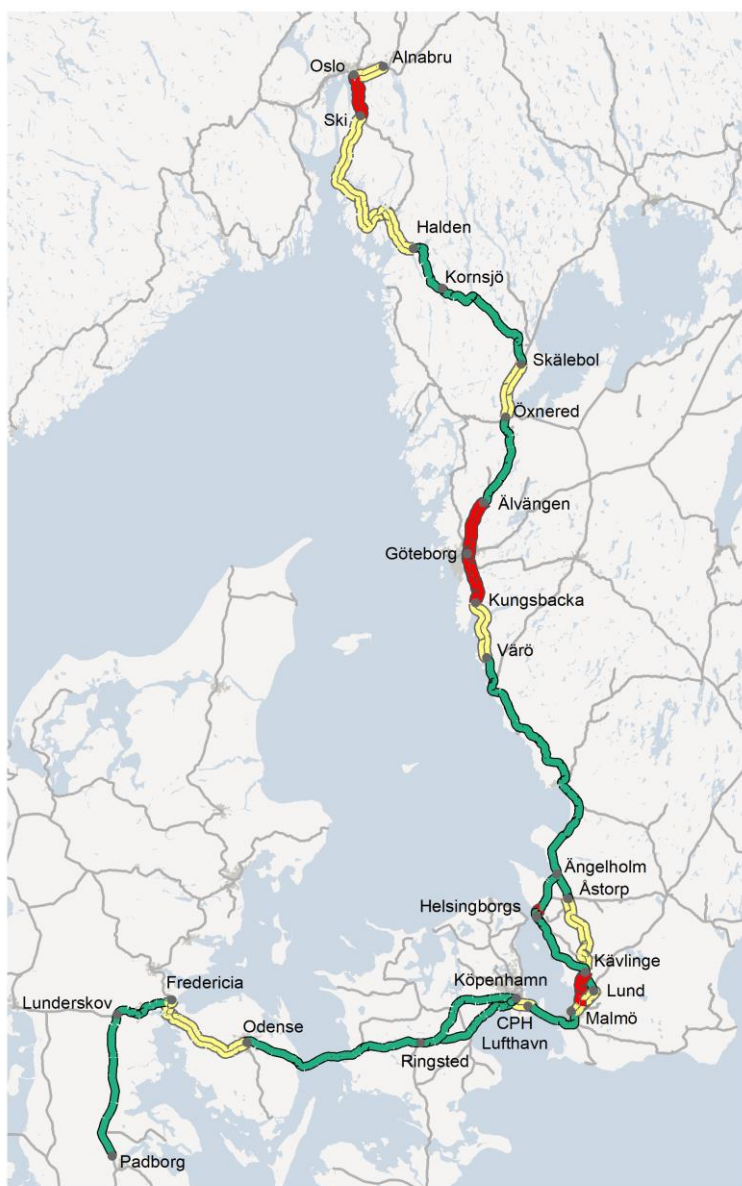 Alnabru
Oslo
Ski
Halden
Kornsjö
Skälebol
Öxnered
Älvängen
Göteborg
Kungsbacka
Värö
Ängelholm
Åstorp
Helsingborgs
Kävlinge
Fredericia
Köpenhamn
Lund
Lunderskov
Odense
CPH
Malmö
Lufthavn
Ringsted
Padborg